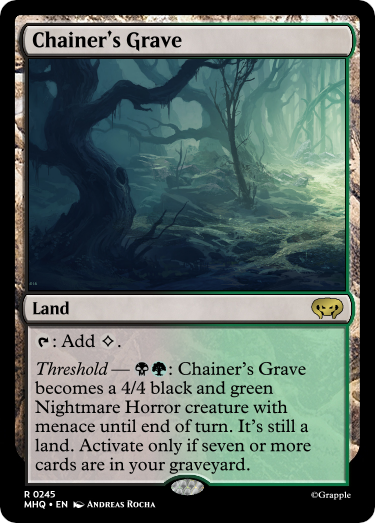 Chainer's Grave
Land
: Add .
Threshold — : Chainer's Grave
becomes a 4/4 black and green
Nightmare Horror creature with
menace until end of turn. It's still a
land. Activate only if seven or more
cards are in your graveyard.
R 0245
MHQ • EN Andreas Rocha
©Grapple